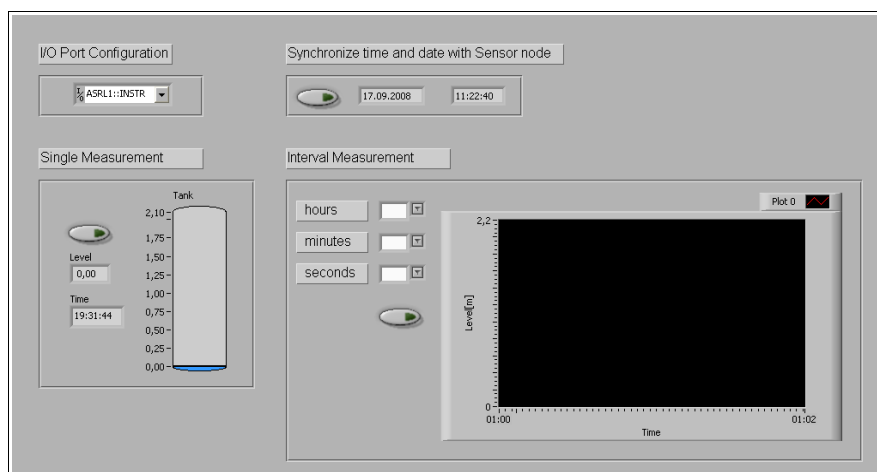 I/O Port Configuration
I/O ASRL1::INSTR
Synchronize time and date with Sensor node
17.09.2008 11:22:40
Single Measurement
Tank
2,10
1,75
1,50
1,25
1,00
0,75
0,50
0,25
0,00
Level
0,00
Time
19:31:44
Interval Measurement
hours
minutes
seconds
Plot 0
2,2
Level[m]
0
01:00 01:02
Time